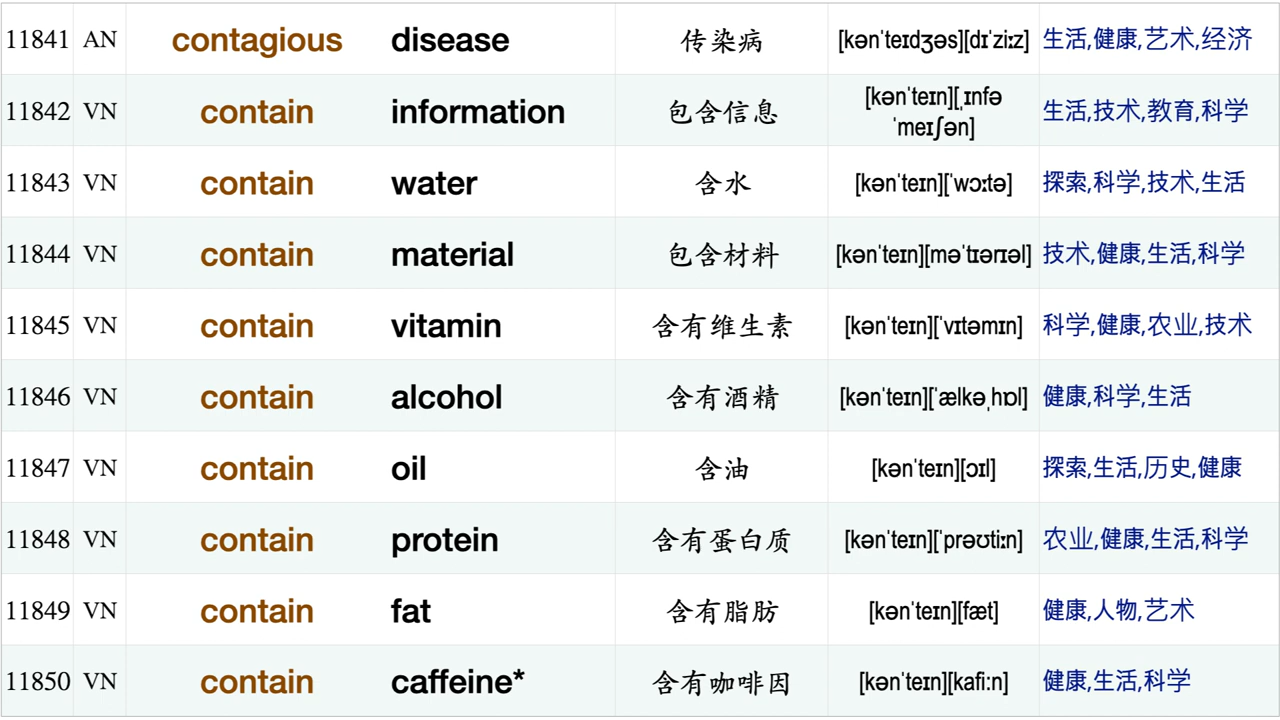 11841 AN contagious disease 传染病 [kənˈteɪdʒəs][dɪˈziːz] 生活,健康,艺术,经济
11842 VN contain information 包含信息 [kənˈteɪn][ˌɪnfəˈmeɪʃən] 生活,技术,教育,科学
11843 VN contain water 含水 [kənˈteɪn][ˈwɔːtə] 探索,科学,技术,生活
11844 VN contain material 包含材料 [kənˈteɪn][məˈtɪərɪəl] 技术,健康,生活,科学
11845 VN contain vitamin 含有维生素 [kənˈteɪn][ˈvɪtəmɪn] 科学,健康,农业,技术
11846 VN contain alcohol 含有酒精 [kənˈteɪn][ˈælkəˌhɒl] 健康,科学,生活
11847 VN contain oil 含油 [kənˈteɪn][ɔɪl] 探索,生活,历史,健康
11848 VN contain protein 含有蛋白质 [kənˈteɪn][ˈprəʊtiːn] 农业,健康,生活,科学
11849 VN contain fat 含有脂肪 [kənˈteɪn][fæt] 健康,人物,艺术
11850 VN contain caffeine* 含有咖啡因 [kənˈteɪn][kafiːn] 健康,生活,科学